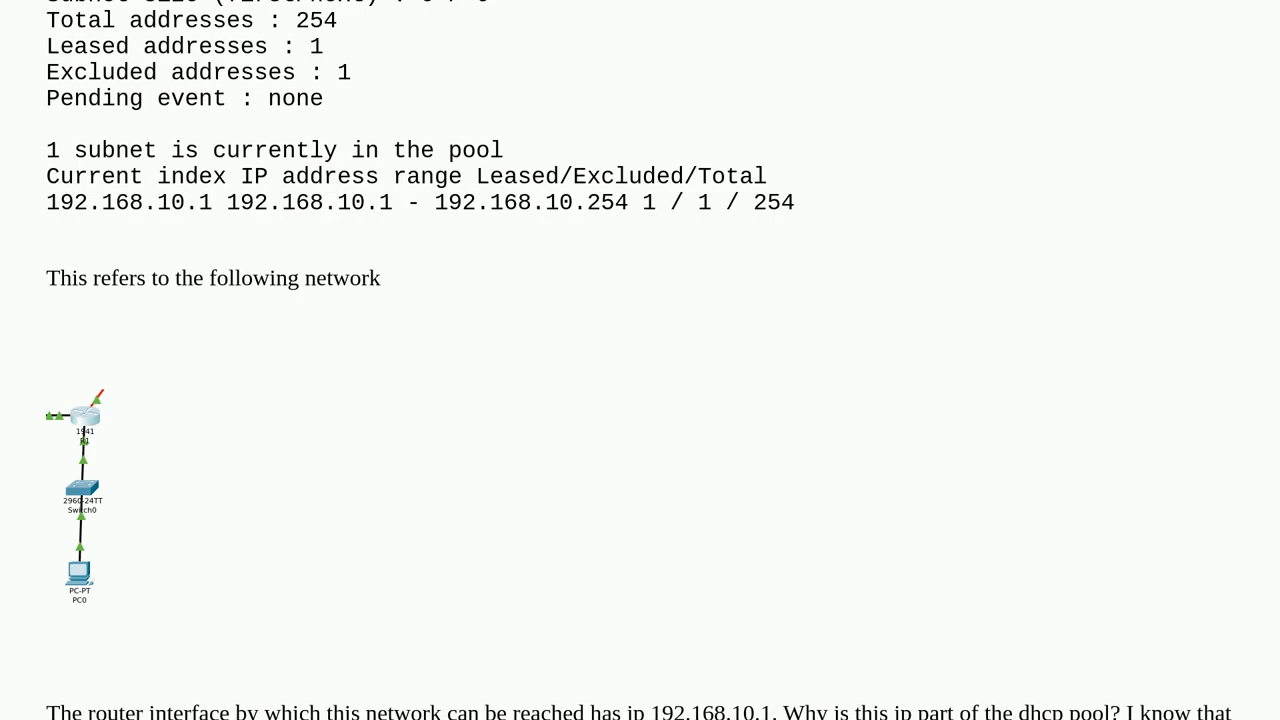 Total addresses : 254
Leased addresses : 1
Excluded addresses : 1
Pending event : none
1 subnet is currently in the pool
Current index IP address range Leased/Excluded/Total
192.168.10.1 192.168.10.1 - 192.168.10.254 1 / 1 / 254
This refers to the following network
1941
R1
2960-24TT
Switch0
PC-PT
PC0
The router interface by which this network can be reached has ip 192.168.10.1. Why is this ip part of the dhcp pool? I know that